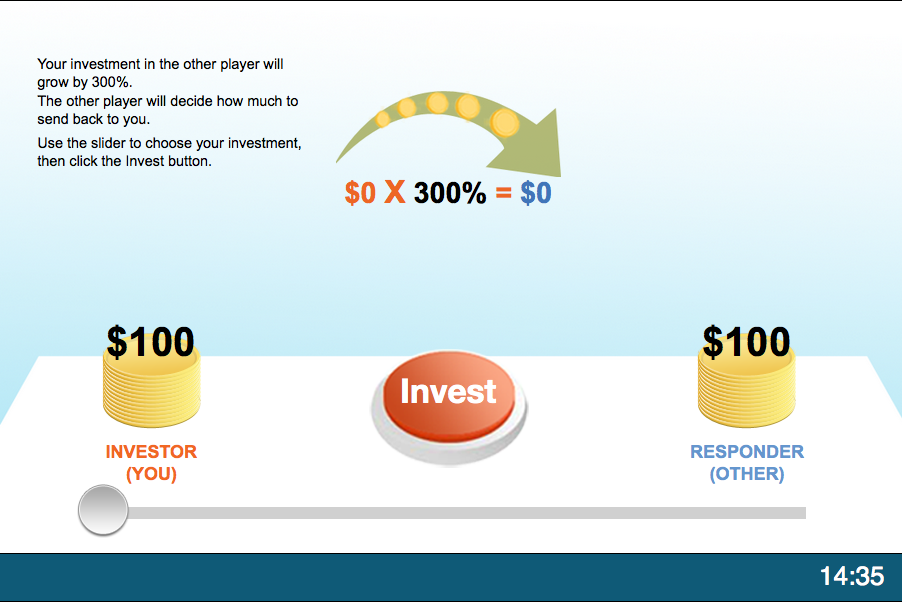 Your investment in the other player will
grow by 300%.
The other player will decide how much to
send back to you.
Use the slider to choose your investment,
then click the Invest button.
$0 X 300% = $0
$100
$100
Invest
INVESTOR
(YOU)
RESPONDER
(OTHER)
14:35